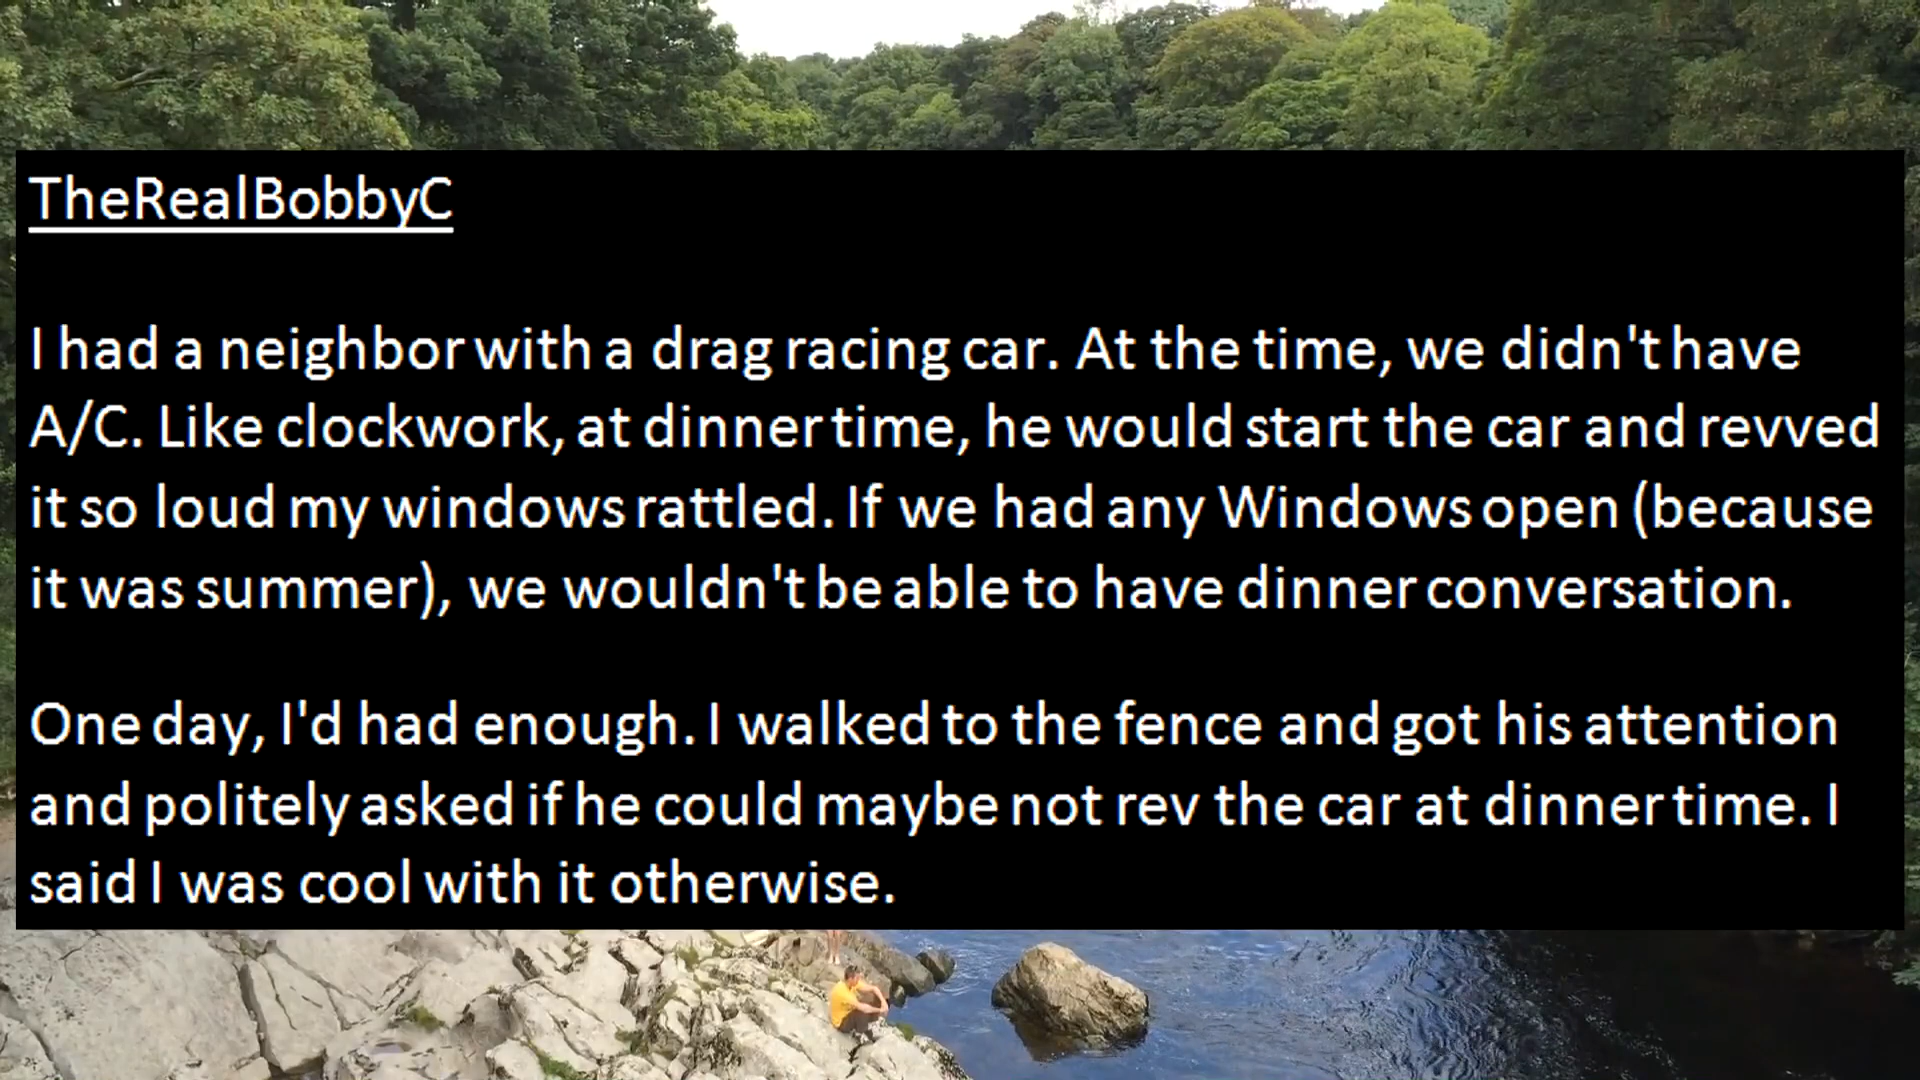 TheRealBobbyC
I had a neighbor with a drag racing car. At the time, we didn't have
A/C. Like clockwork, at dinner time, he would start the car and revved
it so loud my windows rattled. If we had any Windows open (because
it was summer), we wouldn't be able to have dinner conversation.
One day, I'd had enough. I walked to the fence and got his attention
and politely asked if he could maybe not rev the car at dinner time. I
said I was cool with it otherwise.